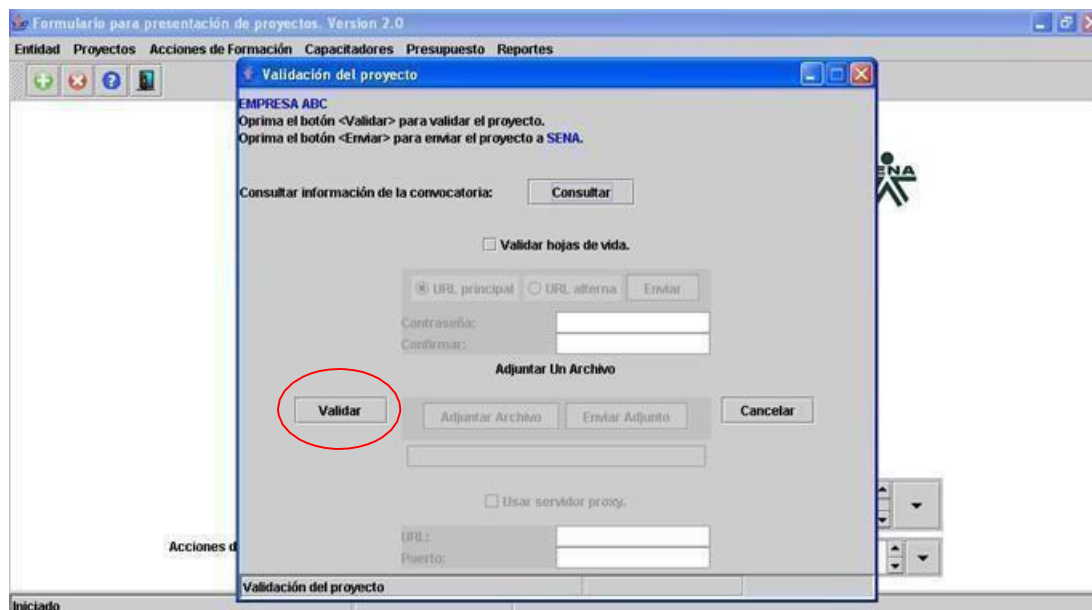 Formulario para presentación de proyectos. Version 2.0
Entidad Proyectos Acciones de Formación Capacitadores Presupuesto Reportes
Validación del proyecto
EMPRESA ABC
Oprima el botón <Validar> para validar el proyecto.
Oprima el botón <Enviar> para enviar el proyecto a SENA.
ENA
Consultar información de la convocatoria: Consultar
Validar hojas de vida.
URL principal URL alterna Enviar
Contraseña:
Confirmar:
Adjuntar Un Archivo
Validar Adjuntar Archivo Enviar Adjunto Cancelar
Usar servidor proxy.
URL:
Acciones d
Puerto:
Validación del proyecto
Iniciado